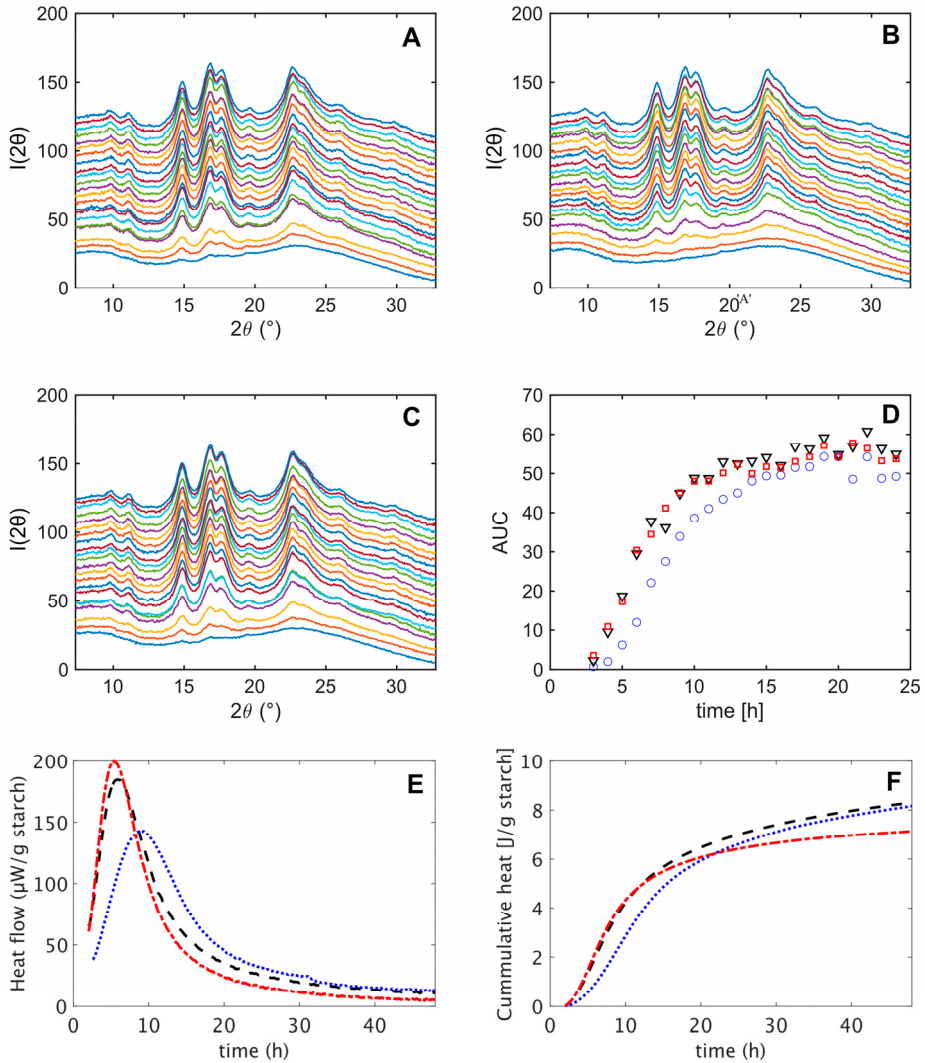 A
I(2θ)
200
150
100
50
0
10 15 20 25 30
2θ (°)
B
I(2θ)
200
150
100
50
0
10 15 20 'A' 25 30
2θ (°)
C
I(2θ)
200
150
100
50
0
10 15 20 25 30
2θ (°)
D
AUC
70
60
50
40
30
20
10
0
0 5 10 15 20 25
time [h]
E
Heat flow (µW/g starch)
200
150
100
50
0
0 10 20 30 40
time (h)
F
Cummulative heat [J/g starch]
10
8
6
4
2
0
0 10 20 30 40
time (h)